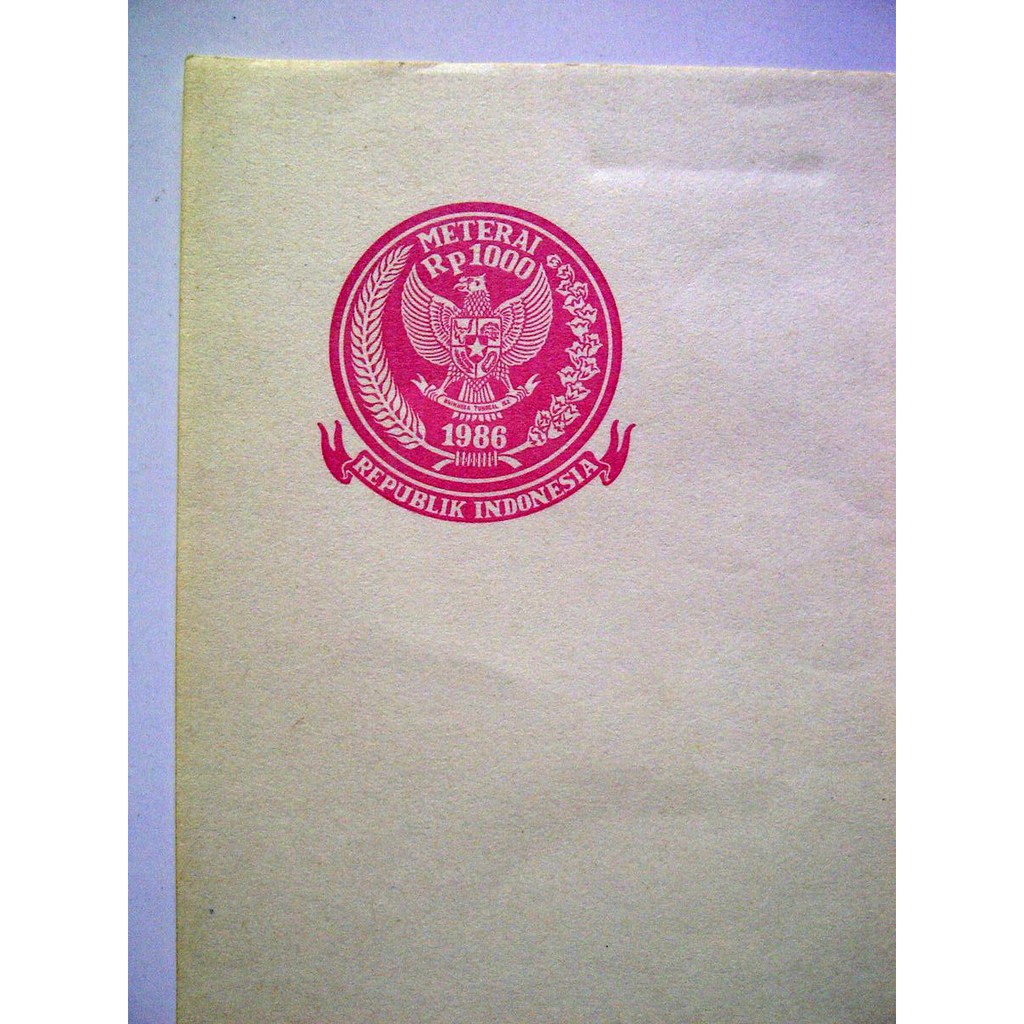 METERAI
Rp1000
BHINNEKA TUNGGAL IKA
1986
REPUBLIK INDONESIA